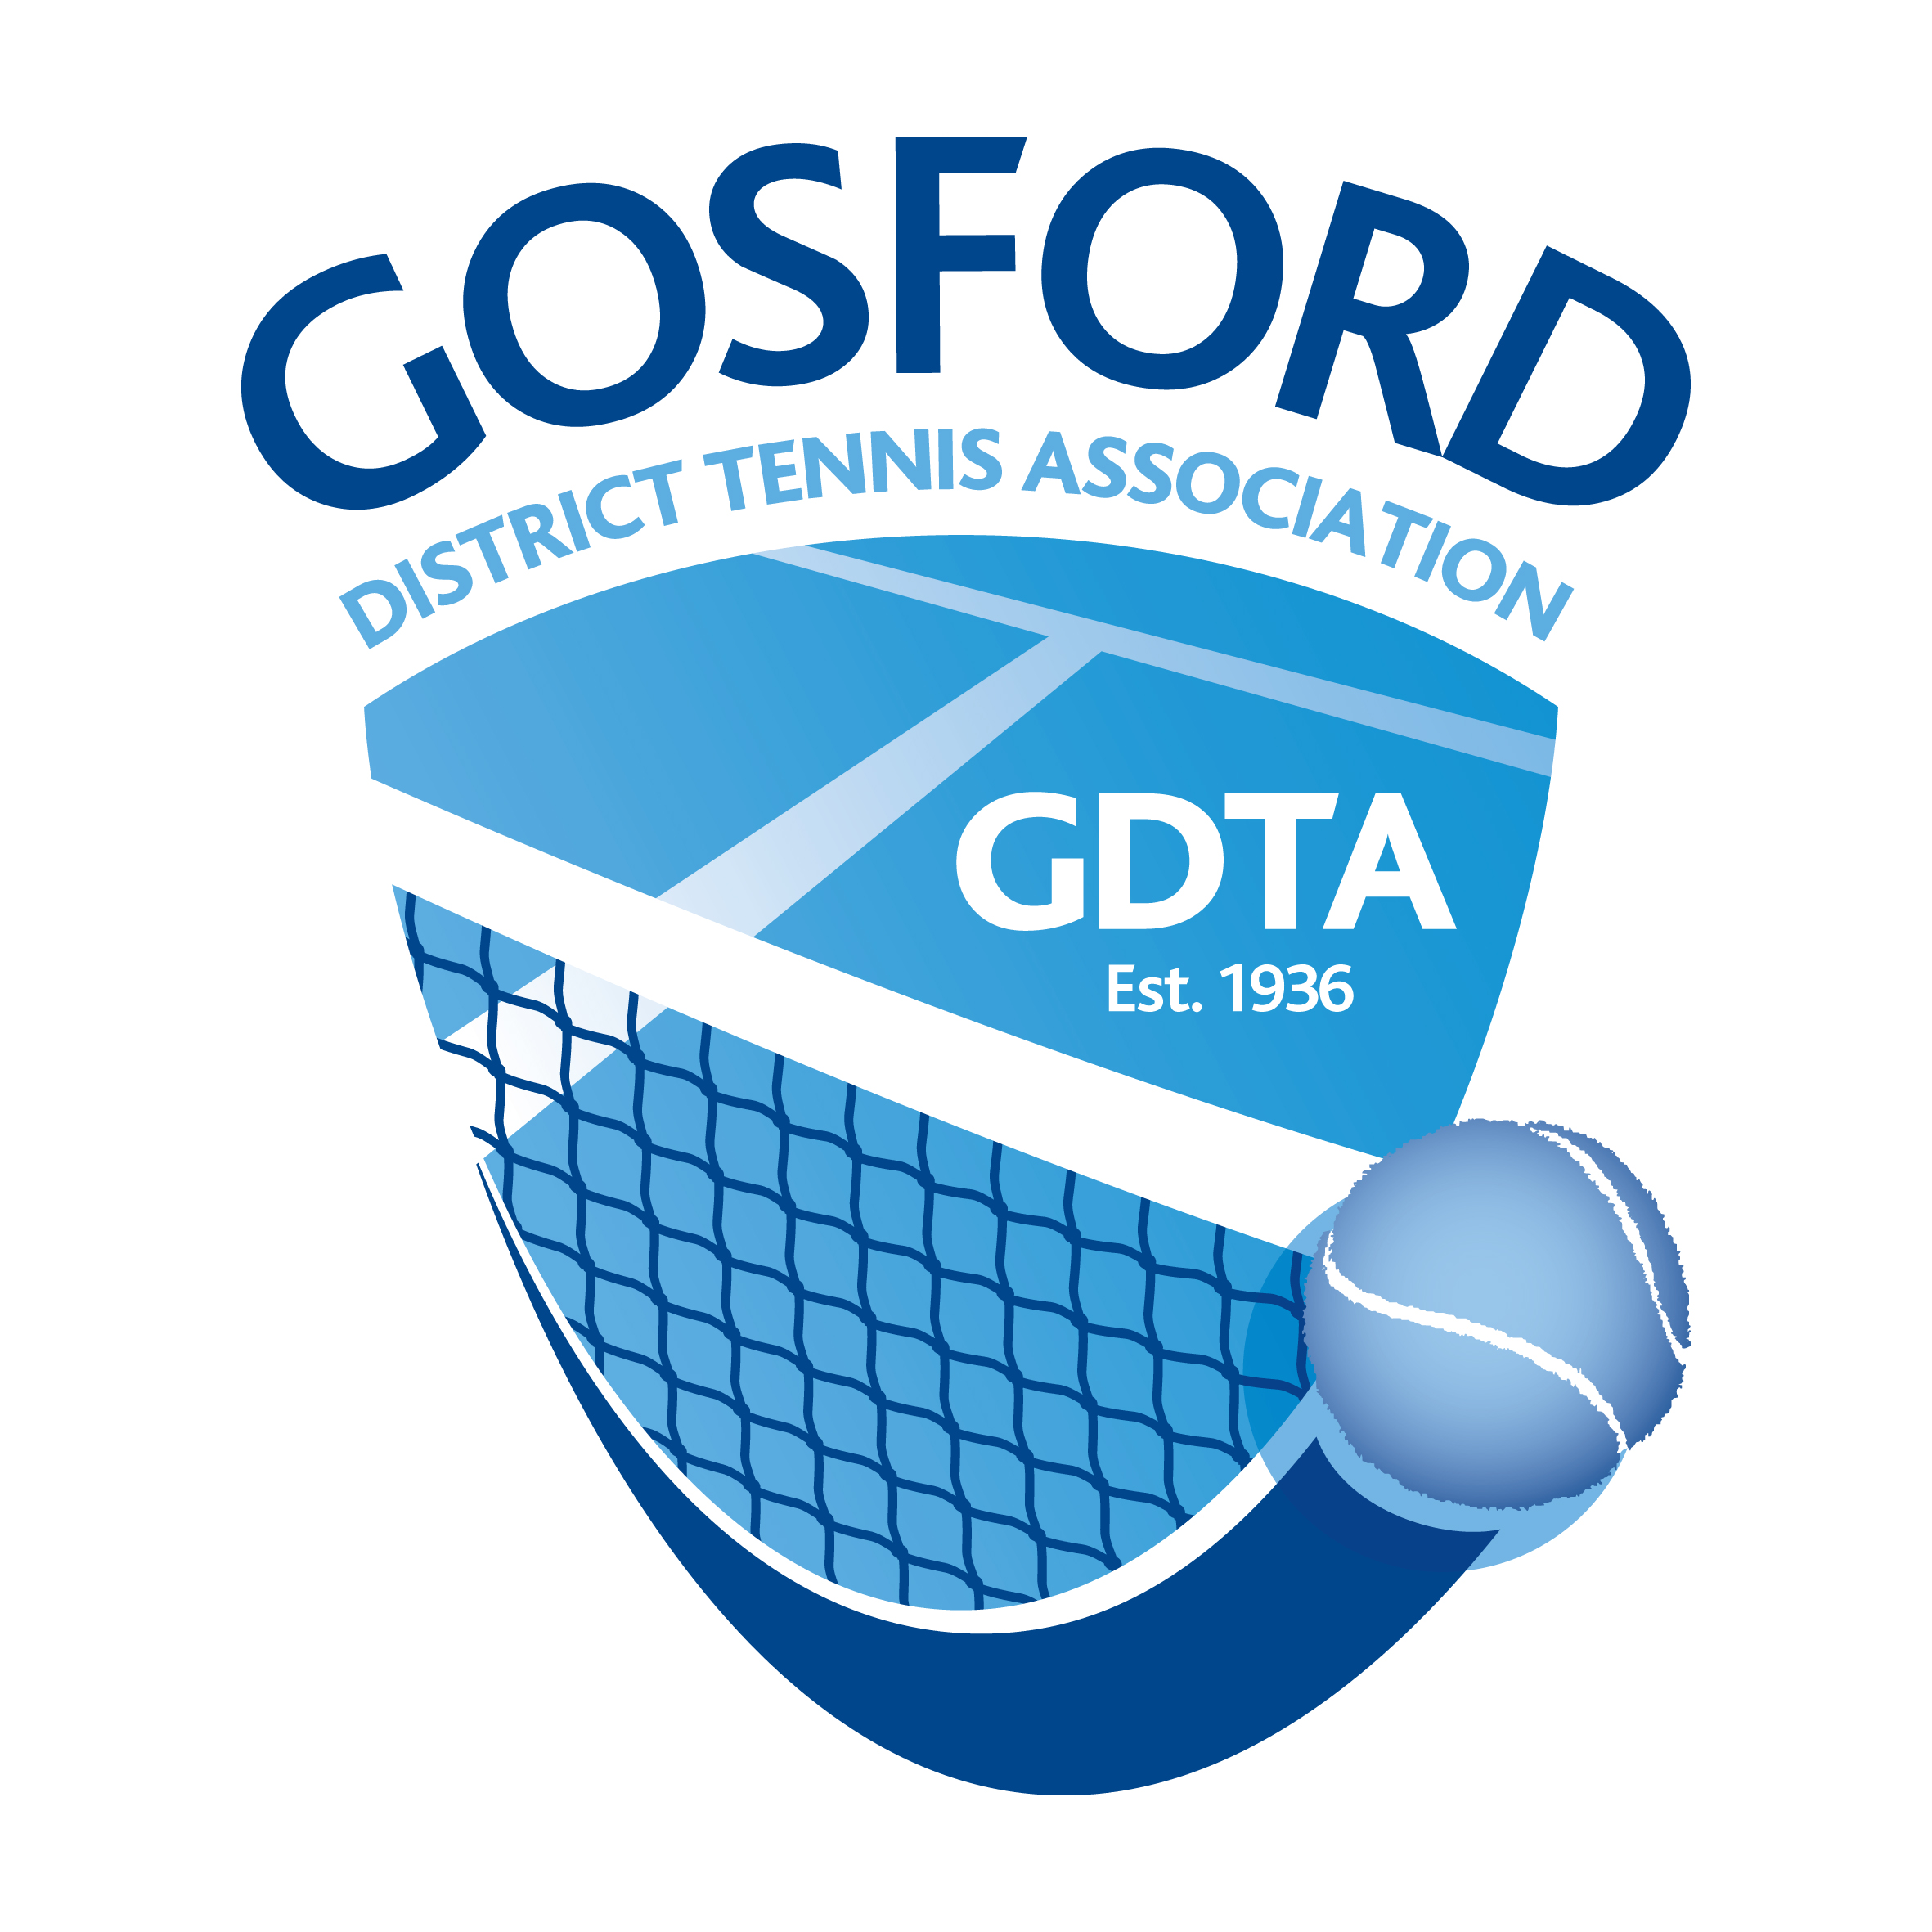 GOSFORD
DISTRICT TENNIS ASSOCIATION
GDTA
Est. 1936